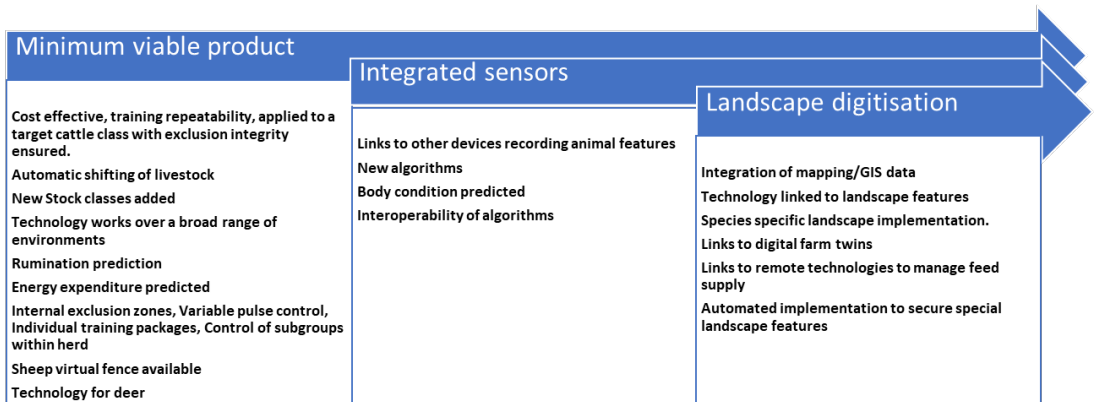 Minimum viable product
Cost effective, training repeatability, applied to a
target cattle class with exclusion integrity
ensured.
Automatic shifting of livestock
New Stock classes added
Technology works over a broad range of
environments
Rumination prediction
Energy expenditure predicted
Internal exclusion zones, Variable pulse control,
Individual training packages, Control of subgroups
within herd
Sheep virtual fence available
Technology for deer
Integrated sensors
Links to other devices recording animal features
New algorithms
Body condition predicted
Interoperability of algorithms
Landscape digitisation
Integration of mapping/GIS data
Technology linked to landscape features
Species specific landscape implementation.
Links to digital farm twins
Links to remote technologies to manage feed
supply
Automated implementation to secure special
landscape features